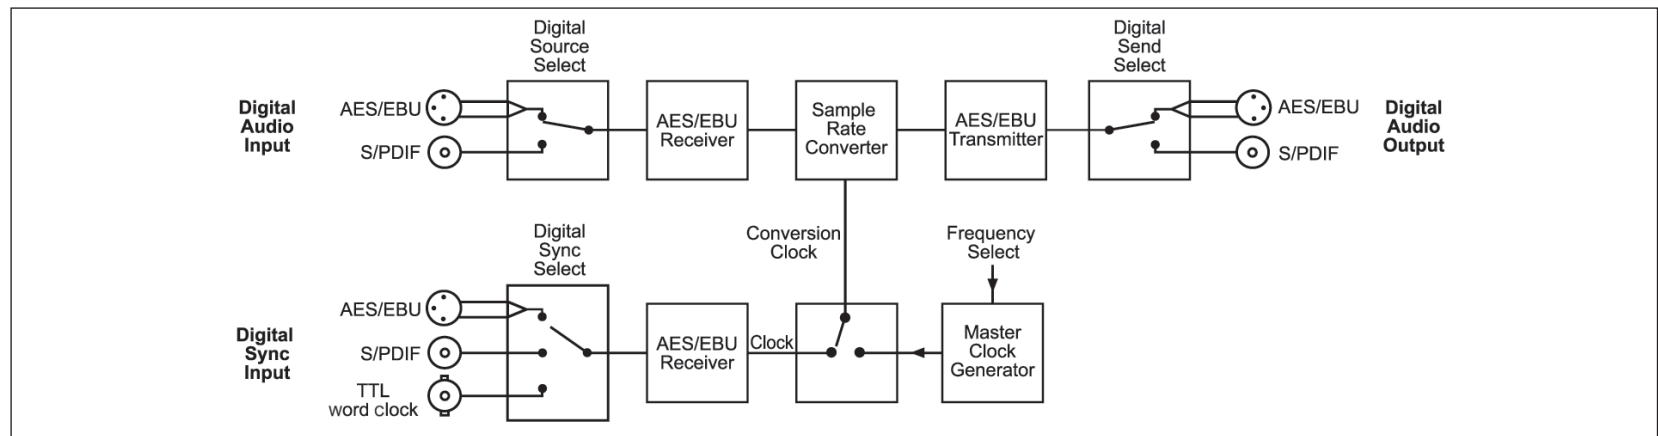 Digital
Source
Select
Digital
Send
Select
Digital
Audio
Input
AES/EBU
S/PDIF
AES/EBU
Receiver
Sample
Rate
Converter
AES/EBU
Transmitter
AES/EBU
S/PDIF
Digital
Audio
Output
Conversion
Clock
Frequency
Select
Digital
Sync
Select
Digital
Sync
Input
AES/EBU
S/PDIF
TTL
word clock
AES/EBU
Receiver
Clock
Master
Clock
Generator